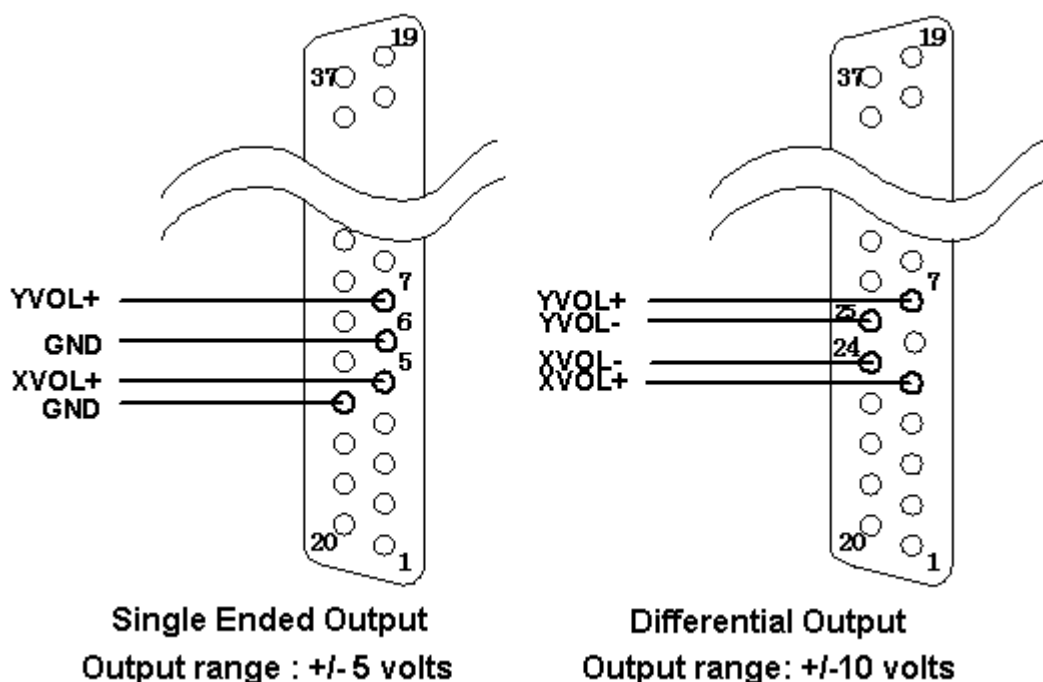 19
37
7
YVOL+
6
GND
5
XVOL+
GND
20
1
Single Ended Output
Output range : +/- 5 volts
19
37
7
YVOL+
25
YVOL-
24
XVOL-
XVOL+
20
1
Differential Output
Output range: +/-10 volts